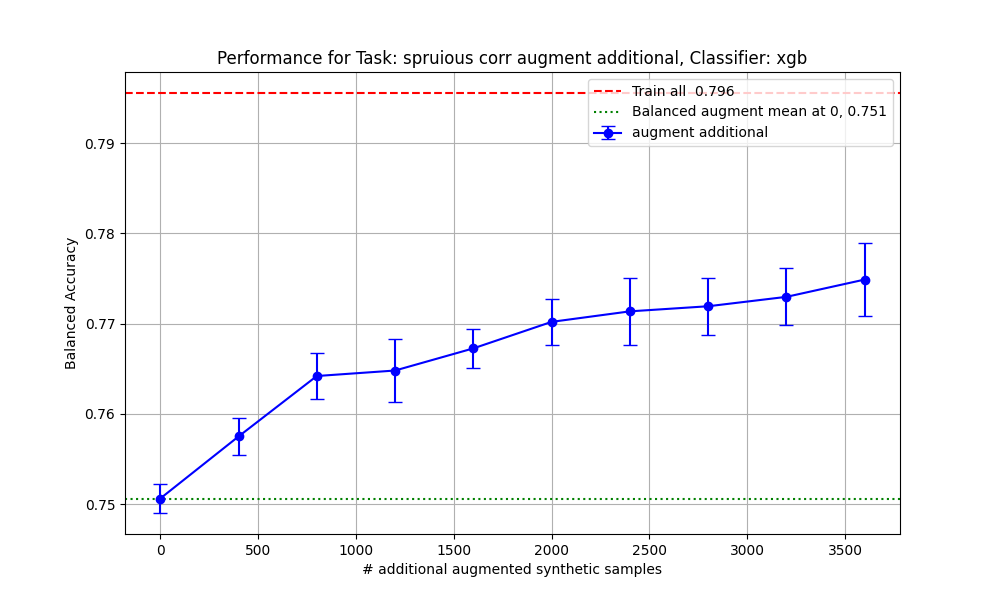 Performance for Task: spruious corr augment additional, Classifier: xgb
Train all 0.796
Balanced augment mean at 0, 0.751
augment additional
Balanced Accuracy
0.79
0.78
0.77
0.76
0.75
0 500 1000 1500 2000 2500 3000 3500
# additional augmented synthetic samples